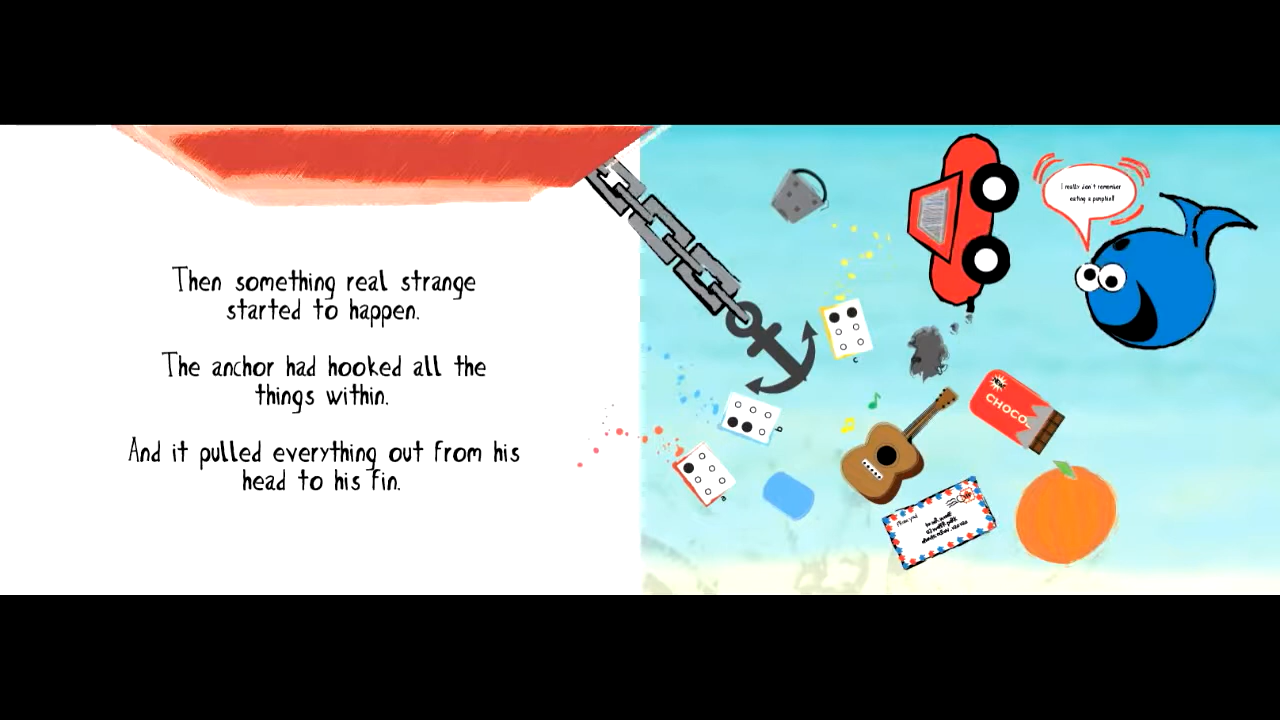 Then something real strange
started to happen.
The anchor had hooked all the
things within.
And it pulled everything out from his
head to his fin.
I really don't remember
eating a pumpkin!!
CHOCO